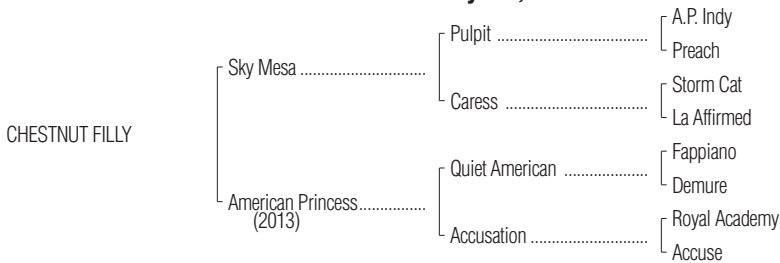 A.P. Indy
Pulpit
Preach
Sky Mesa
Storm Cat
Caress
La Affirmed
CHESTNUT FILLY
Fappiano
Quiet American
Demure
American Princess
(2013)
Royal Academy
Accusation
Accuse